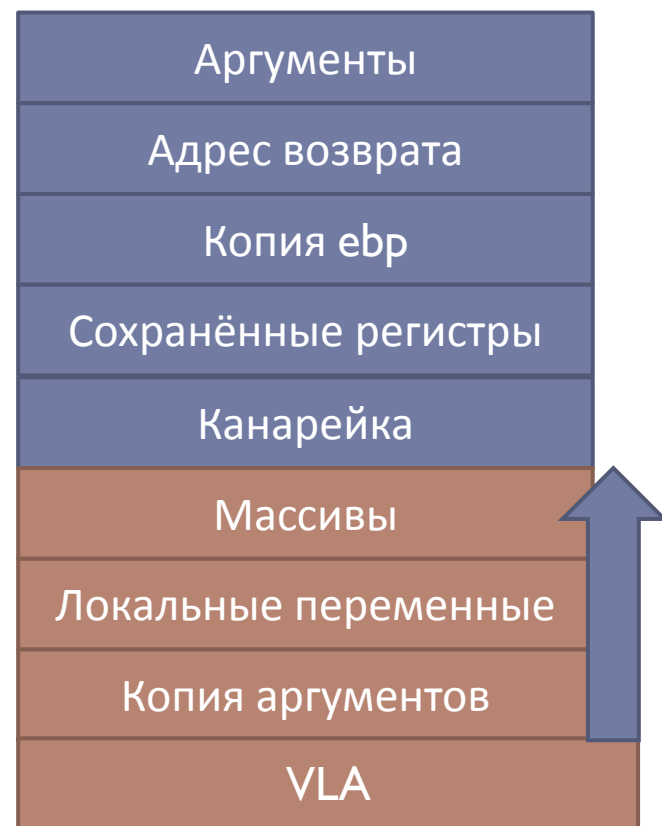 Аргументы
Адрес возврата
Копия ebp
Сохранённые регистры
Канарейка
Массивы
Локальные переменные
Копия аргументов
VLA